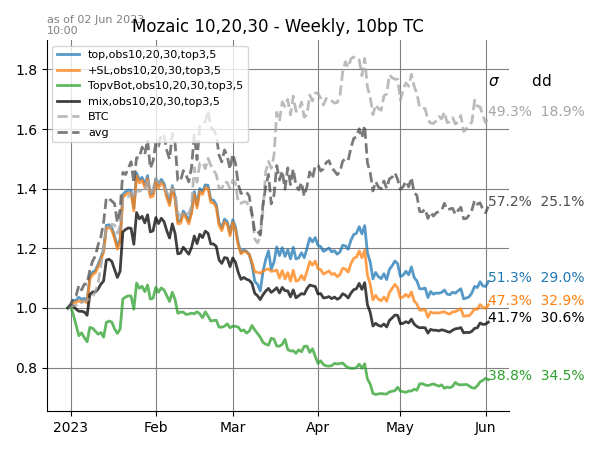 as of 02 Jun 2023
10:00
Mozaic 10,20,30 - Weekly, 10bp TC
top,obs10,20,30,top3,5
+SL,obs10,20,30,top3,5
TopvBot,obs10,20,30,top3,5
mix,obs10,20,30,top3,5
BTC
avg
σ dd
49.3% 18.9%
57.2% 25.1%
51.3% 29.0%
47.3% 32.9%
41.7% 30.6%
38.8% 34.5%
1.8
1.6
1.4
1.2
1.0
0.8
2023 Feb Mar Apr May Jun